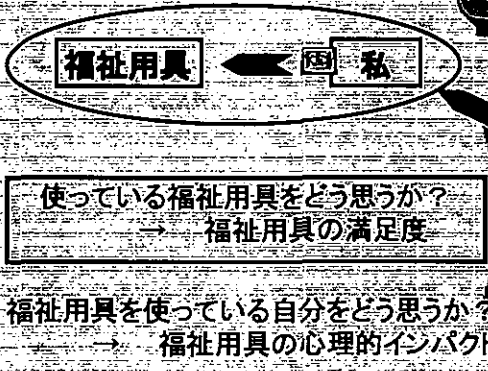 福祉用具 私
使っている福祉用具をどう思うか?
→ 福祉用具の満足度
福祉用具を使っている自分をどう思うか?
→ 福祉用具の心理的インパクト